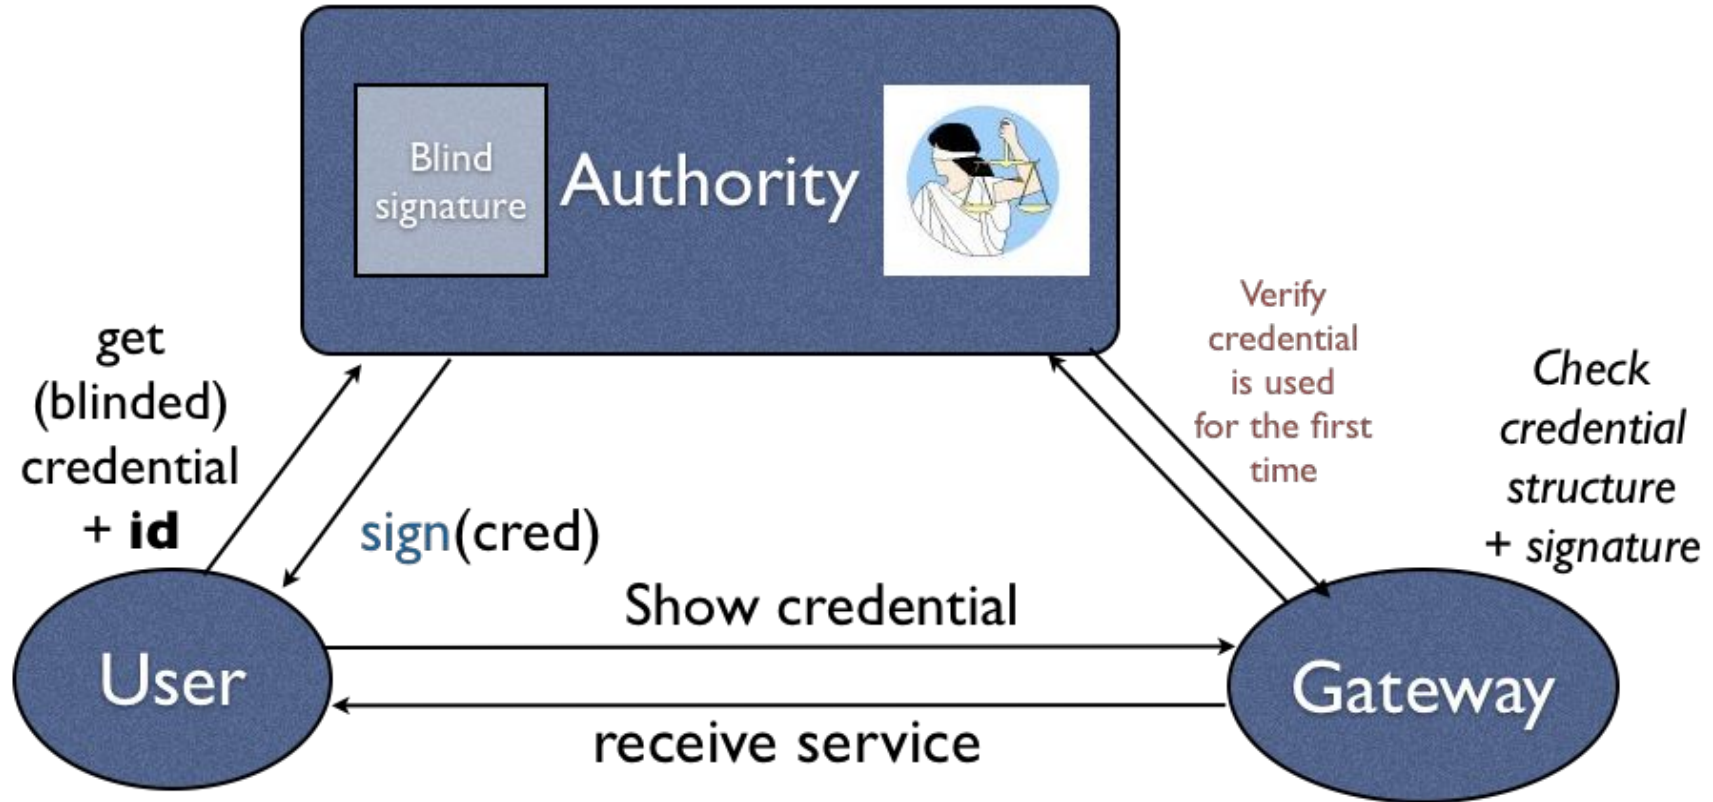 Blind
signature
Authority
get
(blinded)
credential
+ id
sign(cred)
Verify
credential
is used
for the first
time
Check
credential
structure
+ signature
Show credential
User
Gateway
receive service